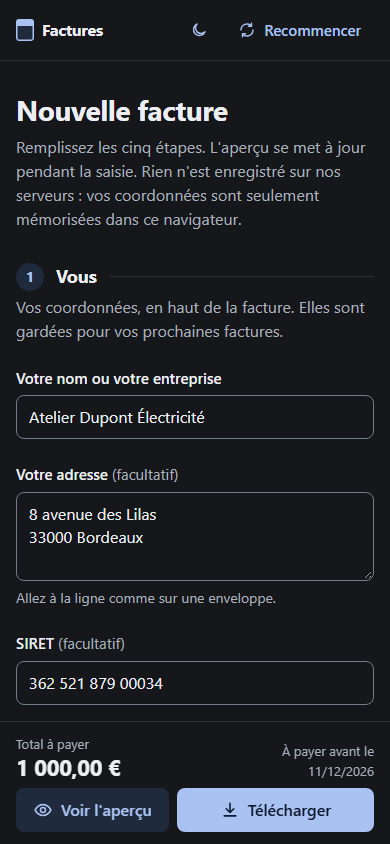 Factures
Recommencer
Nouvelle facture
Remplissez les cinq étapes. L'aperçu se met à jour
pendant la saisie. Rien n'est enregistré sur nos
serveurs : vos coordonnées sont seulement
mémorisées dans ce navigateur.
1 Vous
Vos coordonnées, en haut de la facture. Elles sont
gardées pour vos prochaines factures.
Votre nom ou votre entreprise
Atelier Dupont Électricité
Votre adresse (facultatif)
8 avenue des Lilas
33000 Bordeaux
Allez à la ligne comme sur une enveloppe.
SIRET (facultatif)
362 521 879 00034
Total à payer
1 000,00 €
À payer avant le
11/12/2026
Voir l'aperçu
Télécharger